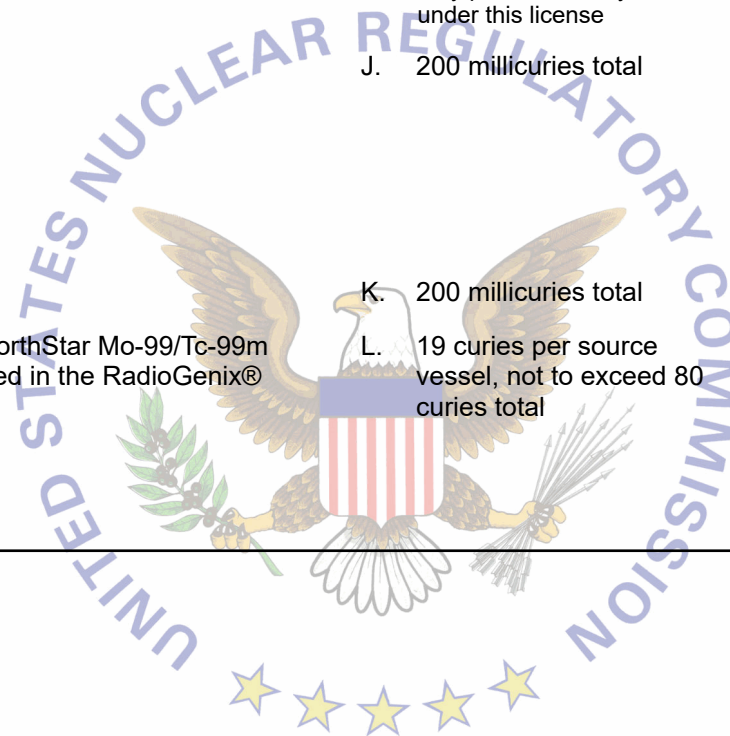 under this license
J. 200 millicuries total
K. 200 millicuries total
orthStar Mo-99/Tc-99m L. 19 curies per source
ed in the RadioGenix® vessel, not to exceed 80
curies total
UNITED STATES NUCLEAR REGULATORY COMMISSION